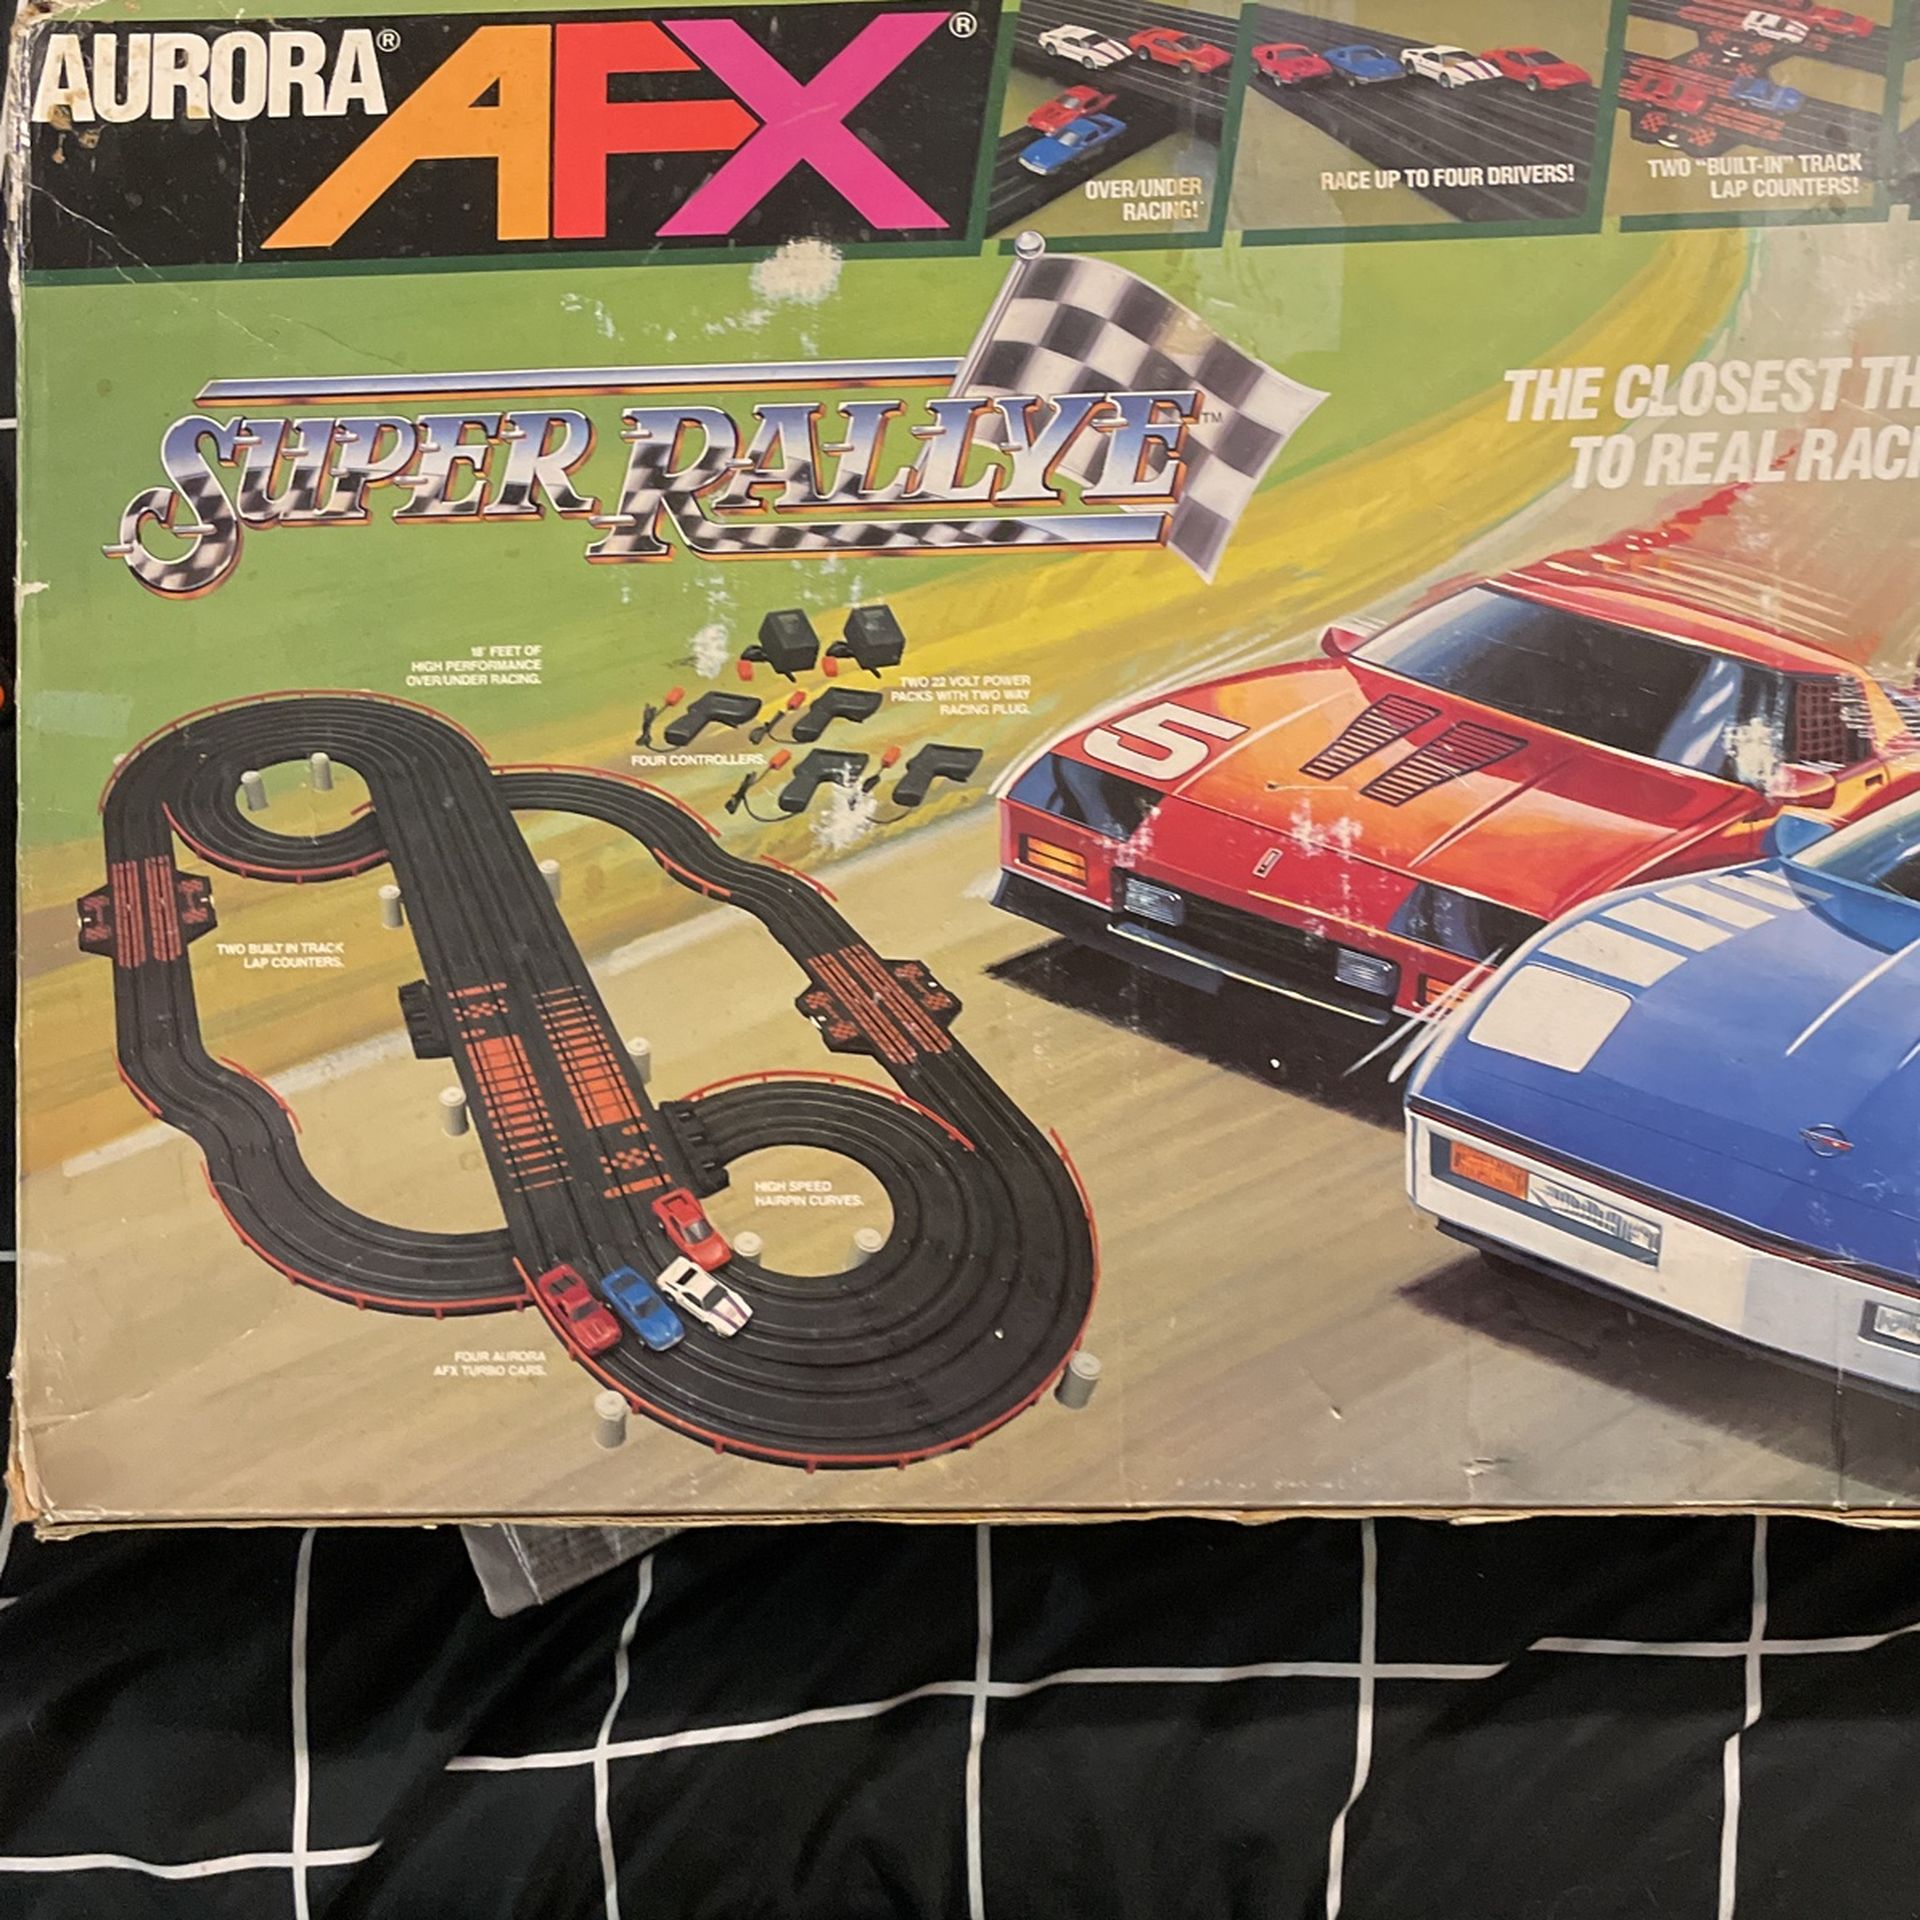 AURORA® AFX®
OVER/UNDER
RACING!
RACE UP TO FOUR DRIVERS!
TWO "BUILT-IN" TRACK
LAP COUNTERS!
SUPER RALLYE™
THE CLOSEST TH
TO REAL RACI
18' FEET OF
HIGH PERFORMANCE
OVER/UNDER RACING.
TWO 22 VOLT POWER
PACKS WITH TWO WAY
RACING PLUG.
FOUR CONTROLLERS.
5
TWO BUILT IN TRACK
LAP COUNTERS.
HIGH SPEED
HAIRPIN CURVES.
FOUR AURORA
AFX TURBO CARS.